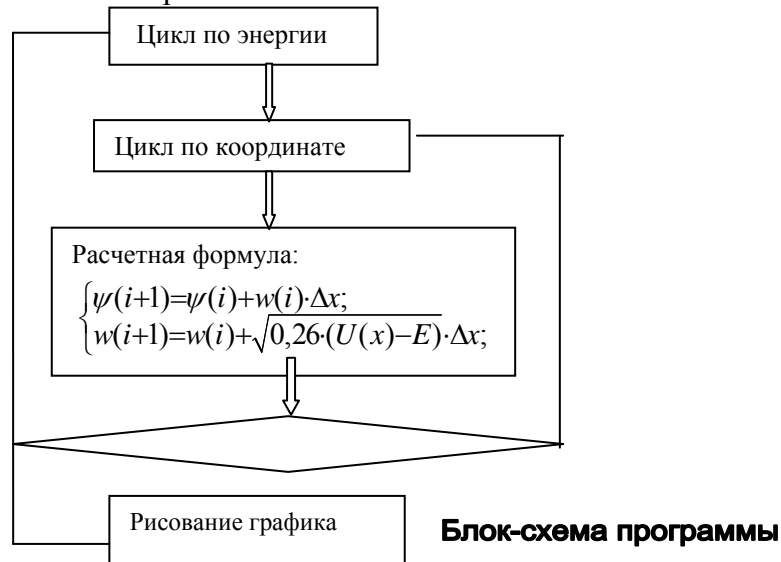 Цикл по энергии
Цикл по координате
Расчетная формула:
ψ(i+1)=ψ(i)+w(i)·Δx;
w(i+1)=w(i)+√0,26·(U(x)−E)·Δx;
Рисование графика
Блок-схема программы